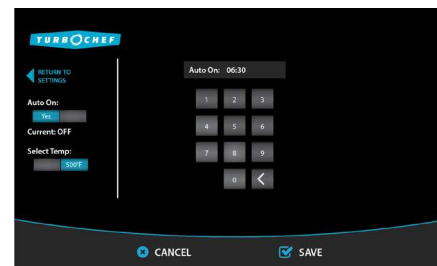 TURBOCHEF
RETURN TO
SETTINGS
Auto On:
Yes
Current: OFF
Select Temp:
500°F
Auto On: 06:30
1 2 3
4 5 6
7 8 9
0
CANCEL
SAVE